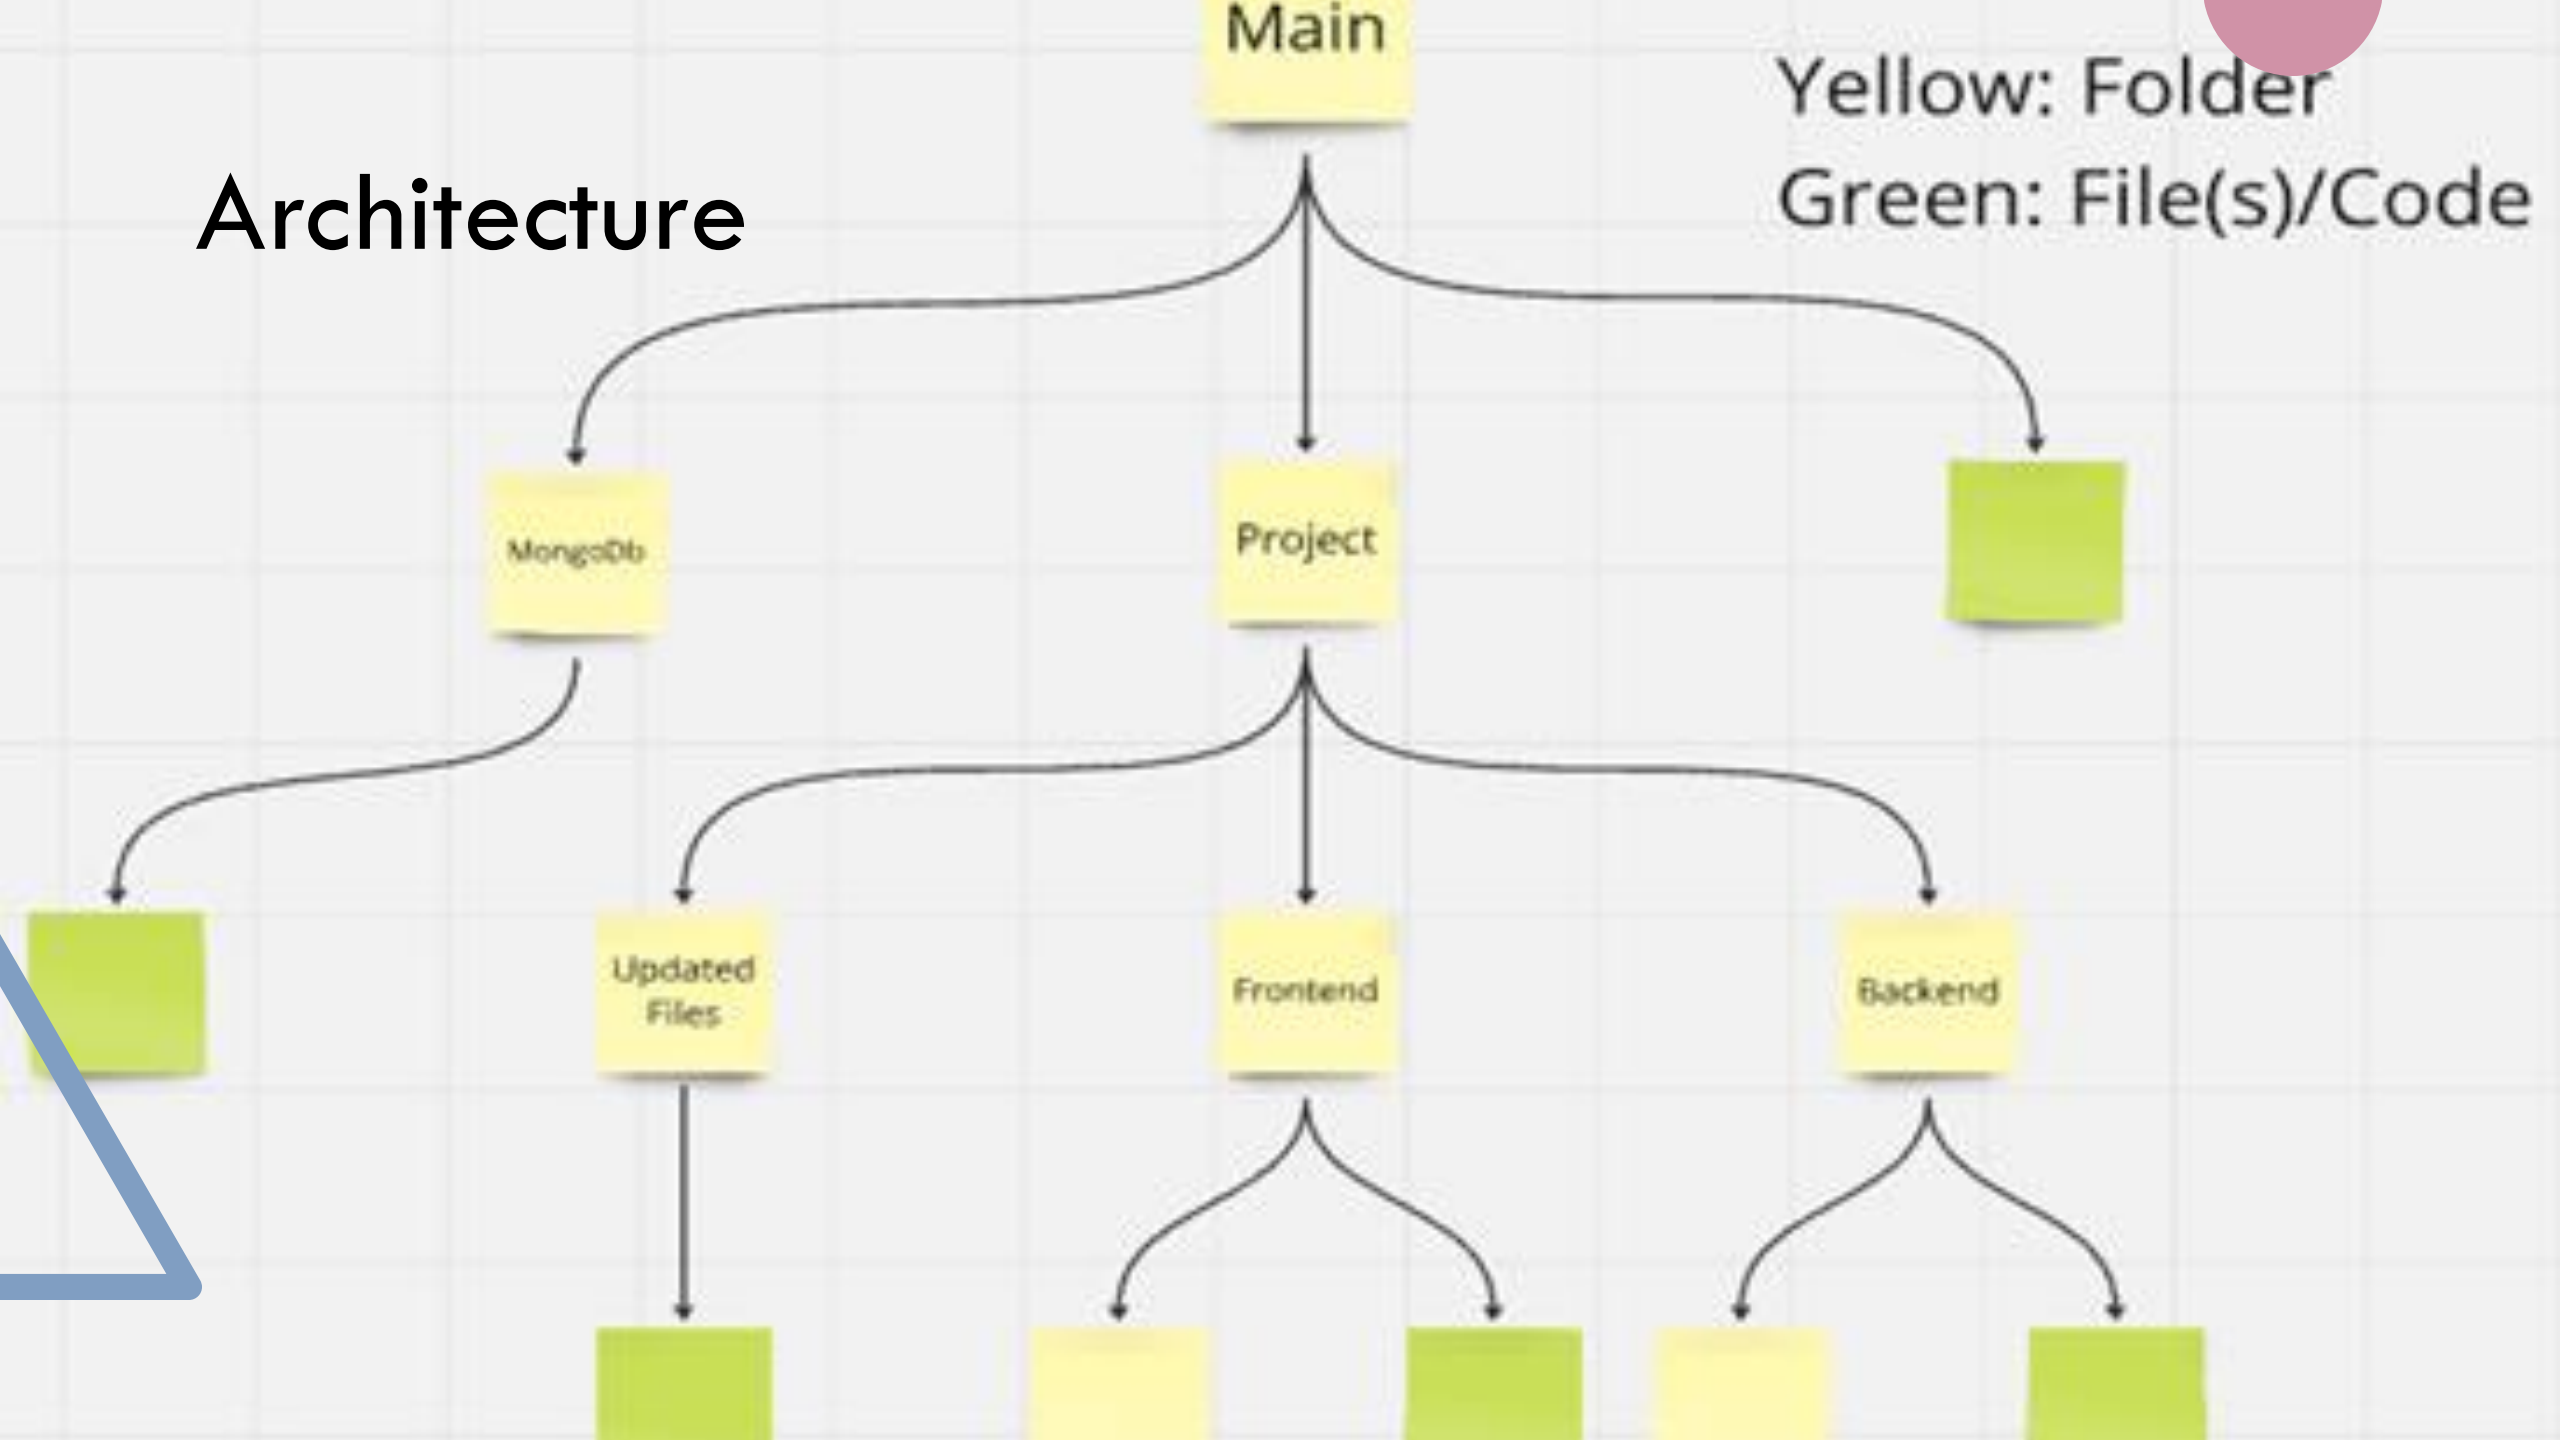 Main
Yellow: Folder
Green: File(s)/Code
Architecture
MongoDb
Project
Updated
Files
Frontend
Backend